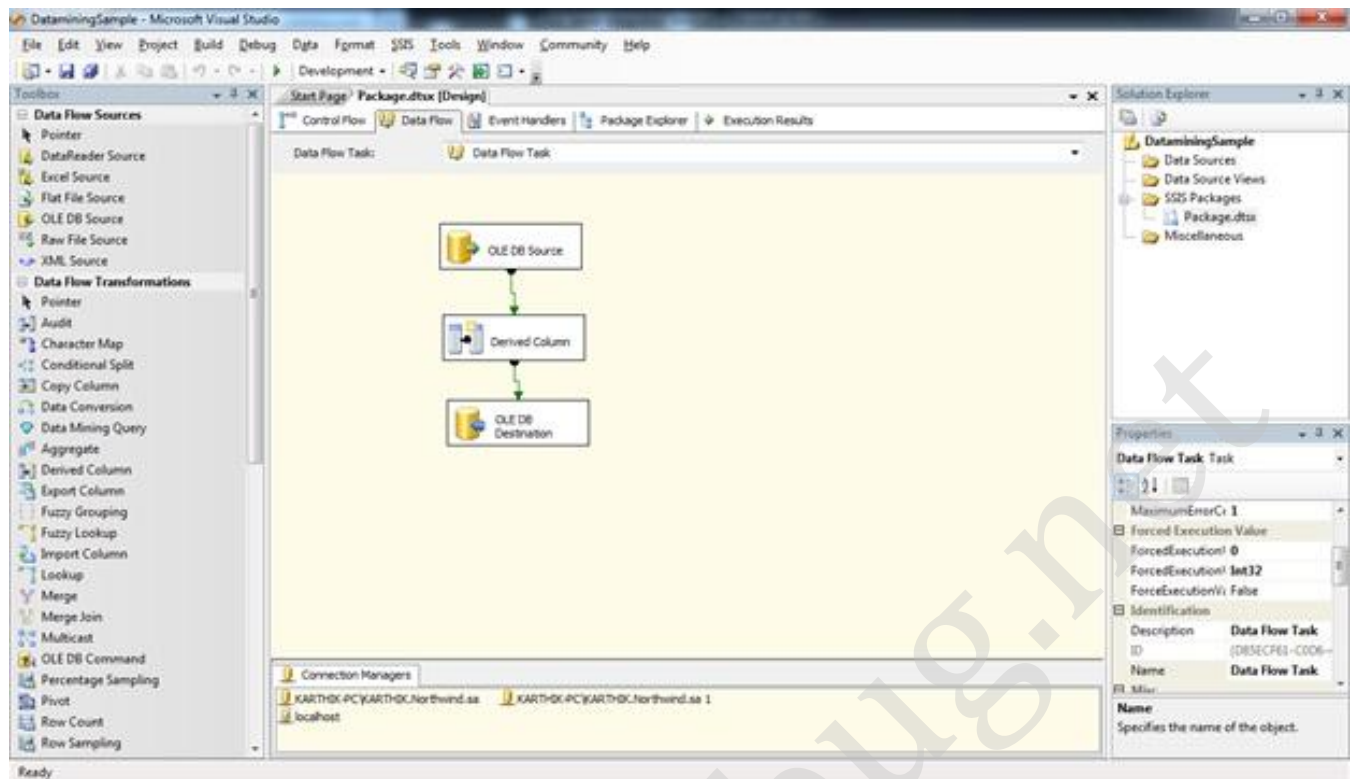 DataminingSample - Microsoft Visual Studio
File Edit View Project Build Debug Data Format SSIS Tools Window Community Help
Development
Toolbox
Data Flow Sources
Pointer
DataReader Source
Excel Source
Flat File Source
OLE DB Source
Raw File Source
XML Source
Data Flow Transformations
Pointer
Audit
Character Map
Conditional Split
Copy Column
Data Conversion
Data Mining Query
Aggregate
Derived Column
Export Column
Fuzzy Grouping
Fuzzy Lookup
Import Column
Lookup
Merge
Merge Join
Multicast
OLE DB Command
Percentage Sampling
Pivot
Row Count
Row Sampling
Start Page Package.dtsx [Design]
Control Flow Data Flow Event Handlers Package Explorer Execution Results
Data Flow Task: Data Flow Task
OLE DB Source
Derived Column
OLE DB
Destination
Connection Managers
KARTHIK-PC\KARTHIK.Northwind.sa KARTHIK-PC\KARTHIK.Northwind.sa 1
localhost
Solution Explorer
DataminingSample
Data Sources
Data Source Views
SSIS Packages
Package.dtsx
Miscellaneous
Properties
Data Flow Task Task
MaximumErrorCo 1
Forced Execution Value
ForcedExecution 0
ForcedExecution Int32
ForceExecutionV False
Identification
Description Data Flow Task
ID
Name Data Flow Task
Misc
Name
Specifies the name of the object.
Ready